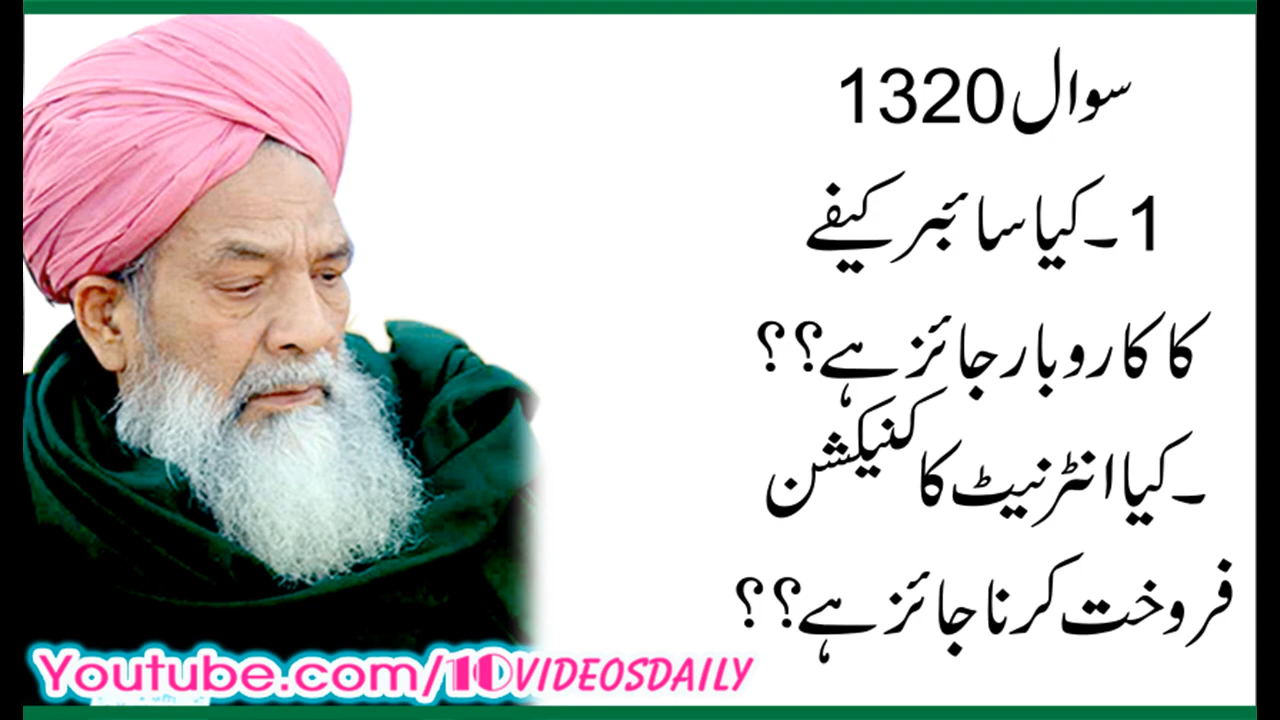 سوال 1320
1۔کیا سائبر کیفے
کا کاروبار جائز ہے؟؟
۔کیا انٹرنیٹ کا کنیکشن
فروخت کرنا جائز ہے؟؟
Youtube.com/10VIDEOSDAILY